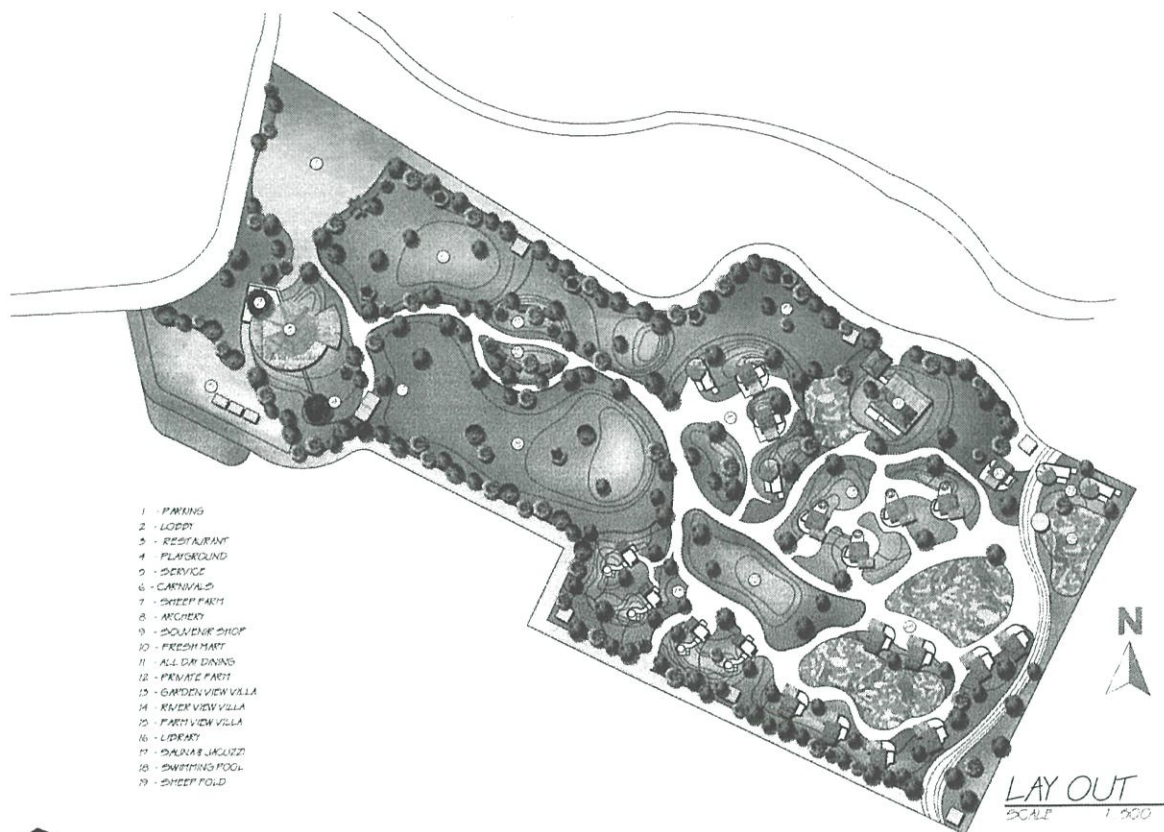 1 - PARKING
2 - LOBBY
3 - RESTAURANT
4 - PLAYGROUND
5 - SERVICE
6 - CARNIVALS
7 - SHEEP FARM
8 - ARCHERY
9 - SOUVENIR SHOP
10 - FRESH MART
11 - ALL DAY DINING
12 - PRIVATE FARM
13 - GARDEN VIEW VILLA
14 - RIVER VIEW VILLA
15 - FARM VIEW VILLA
16 - LIBRARY
17 - SAUNA & JACUZZI
18 - SWIMMING POOL
19 - SHEEP FOLD
N
LAY OUT
SCALE 1:500